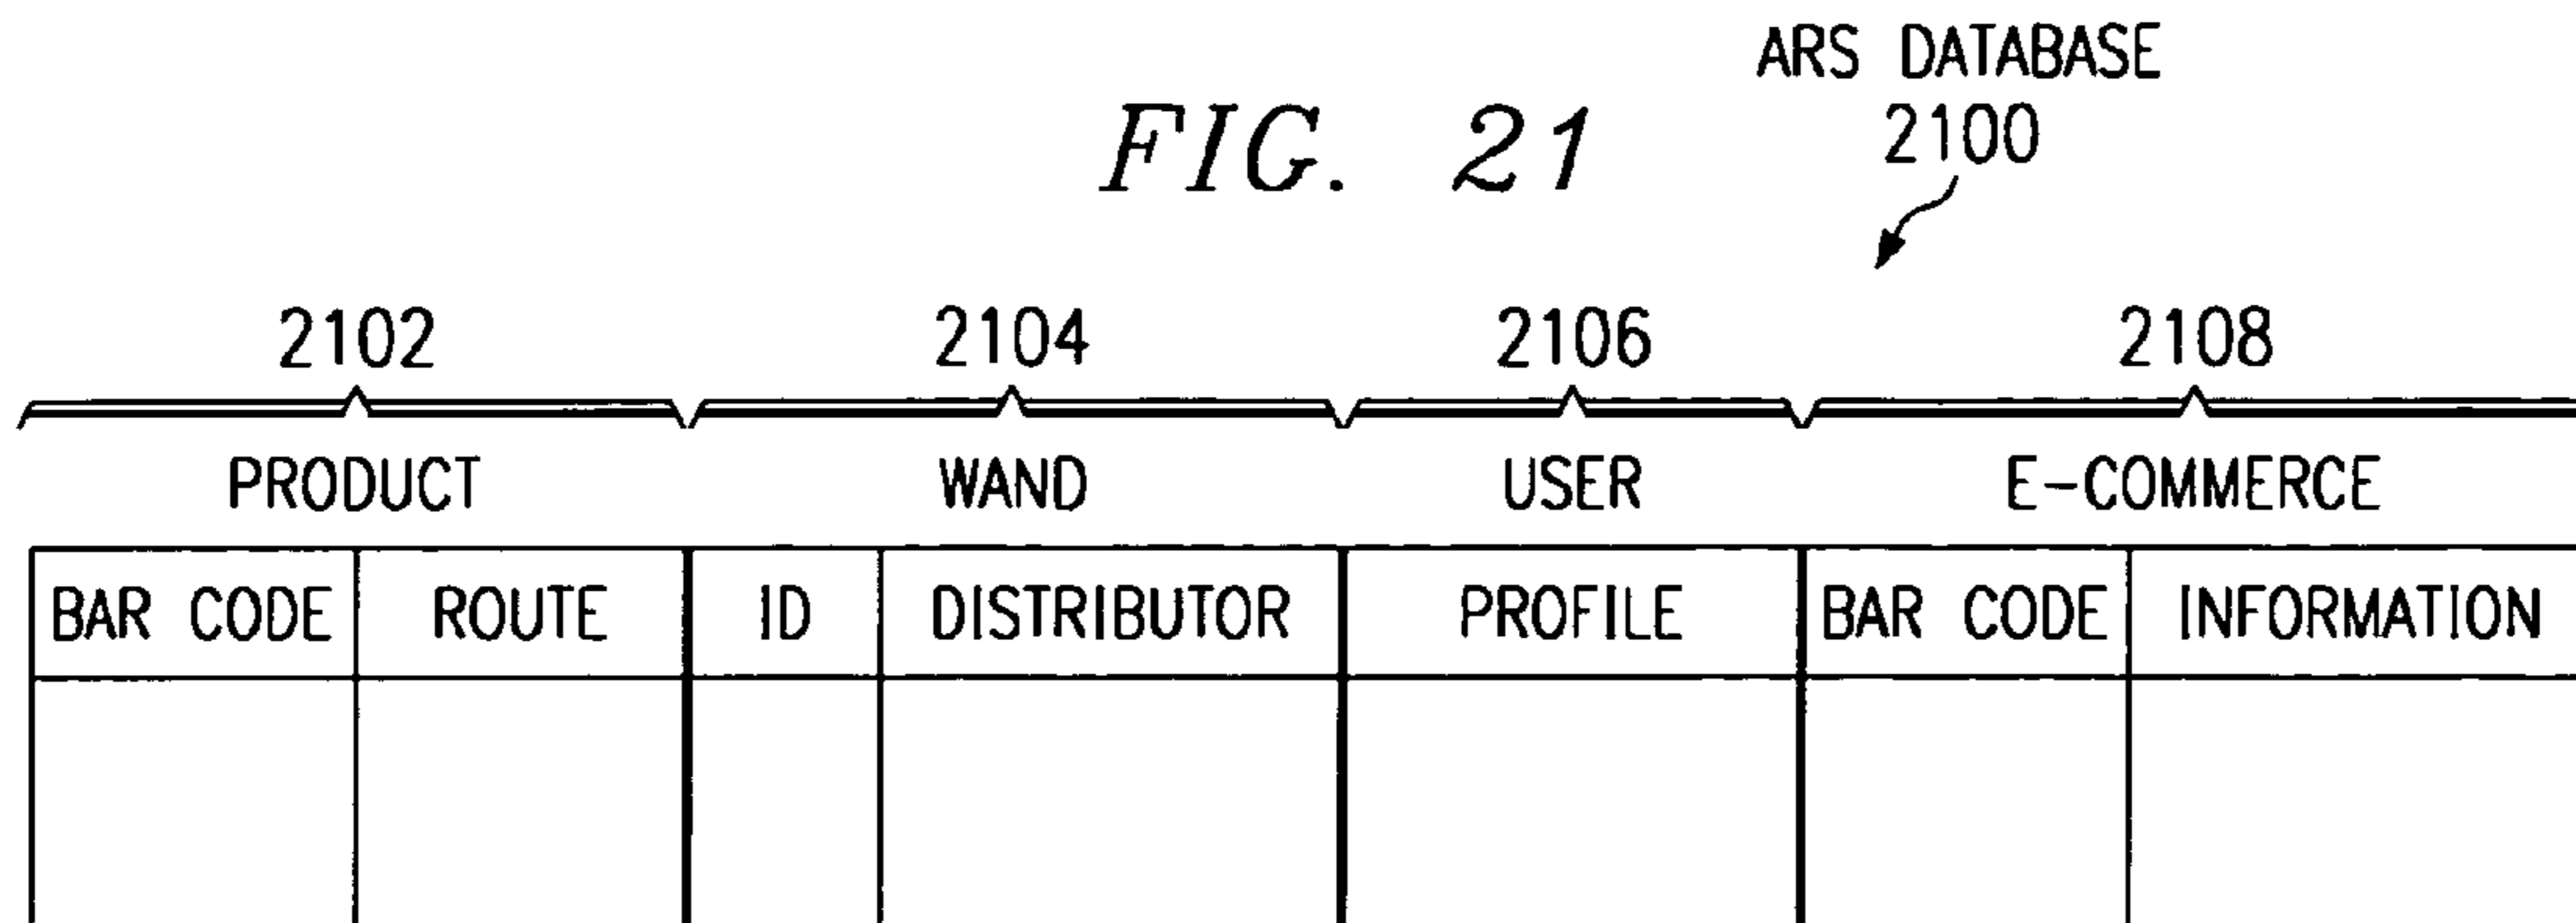 ARS DATABASE
FIG. 21
2100
2102 2104 2106 2108
PRODUCT WAND USER E-COMMERCE
BAR CODE ROUTE ID DISTRIBUTOR PROFILE BAR CODE INFORMATION